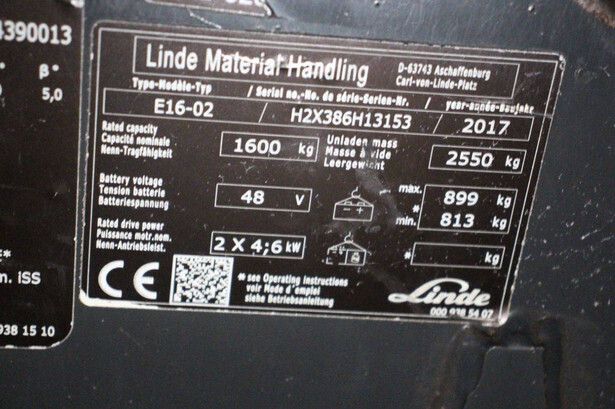 4390013
β°
5,0
E*
n. iSS
938 15 10
Linde Material Handling
D-63743 Aschaffenburg
Carl-von-Linde-Platz
Type-Modèle-Typ / Serial no.-No. de série-Serien-Nr. / year-année-Baujahr
E16-02 / H2X386H13153 / 2017
Rated capacity
Capacité nominale
Nenn-Tragfähigkeit
1600 kg
Unladen mass
Masse à vide
Leergewicht
2550 kg
Battery voltage
Tension batterie
Batteriespannung
48 V
- +
*
max. 899 kg
min. 813 kg
Rated drive power
Puissance motr.nom.
Nenn-Antriebsleist.
2 X 4;6 kW
* kg
CE
* see Operating instructions
voir Mode d'emploi
siehe Betriebsanleitung
Linde
000 938 54 07